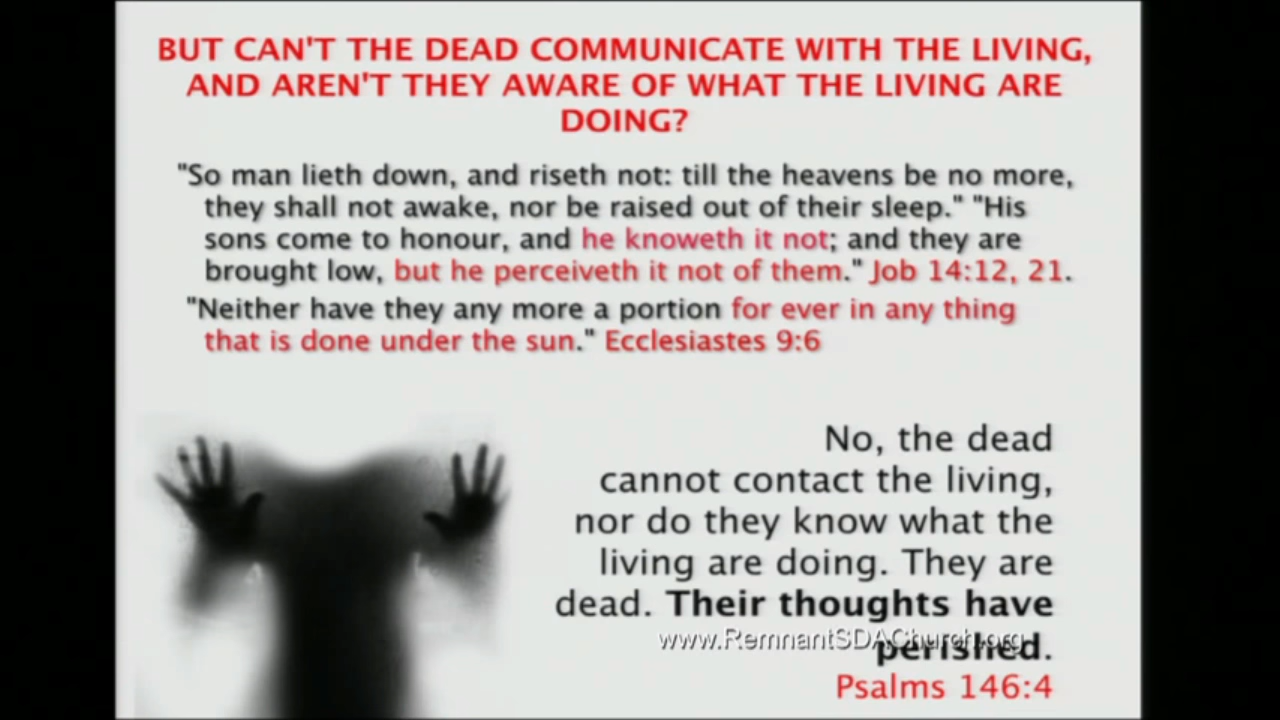 BUT CAN'T THE DEAD COMMUNICATE WITH THE LIVING,
AND AREN'T THEY AWARE OF WHAT THE LIVING ARE
DOING?
"So man lieth down, and riseth not: till the heavens be no more,
they shall not awake, nor be raised out of their sleep." "His
sons come to honour, and he knoweth it not; and they are
brought low, but he perceiveth it not of them." Job 14:12, 21.
"Neither have they any more a portion for ever in any thing
that is done under the sun." Ecclesiastes 9:6
No, the dead
cannot contact the living,
nor do they know what the
living are doing. They are
dead. Their thoughts have
www.RemnantSDAChurch.org
perished.
Psalms 146:4